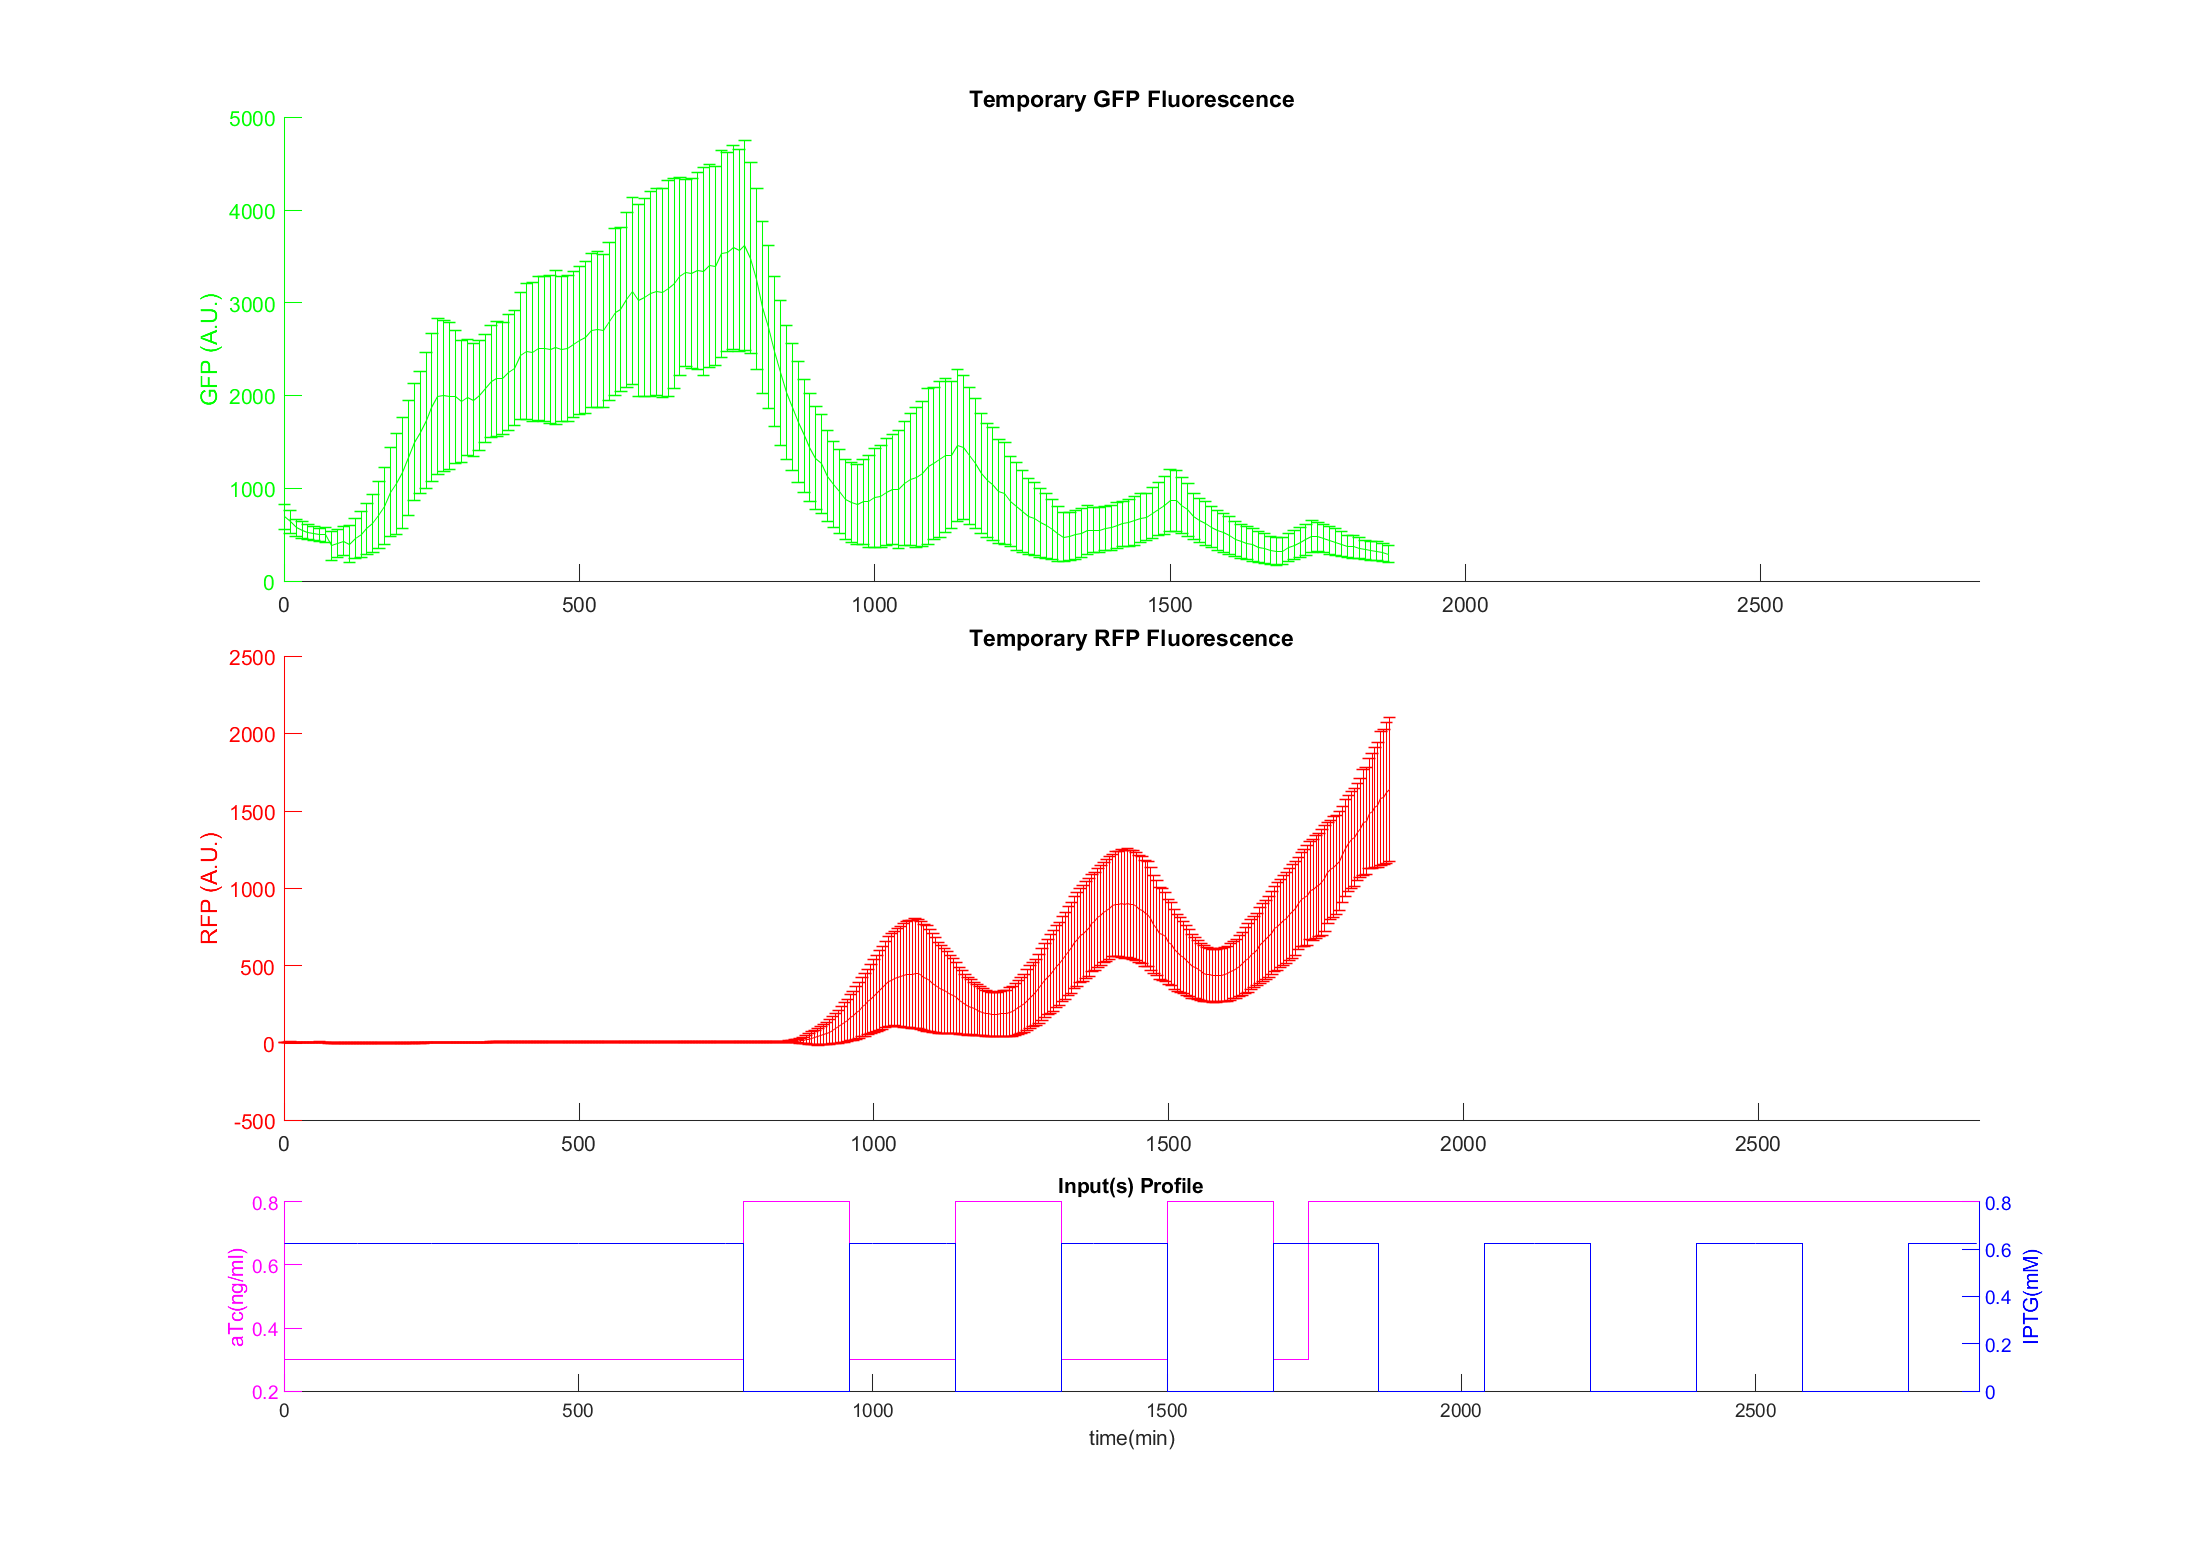 Temporary GFP Fluorescence
5000
4000
3000
2000
1000
0
GFP (A.U.)
0 500 1000 1500 2000 2500
Temporary RFP Fluorescence
2500
2000
1500
1000
500
0
-500
RFP (A.U.)
0 500 1000 1500 2000 2500
Input(s) Profile
0.8
0.6
0.4
0.2
aTc(ng/ml)
0.8
0.6
0.4
0.2
0
IPTG(mM)
0 500 1000 1500 2000 2500
time(min)